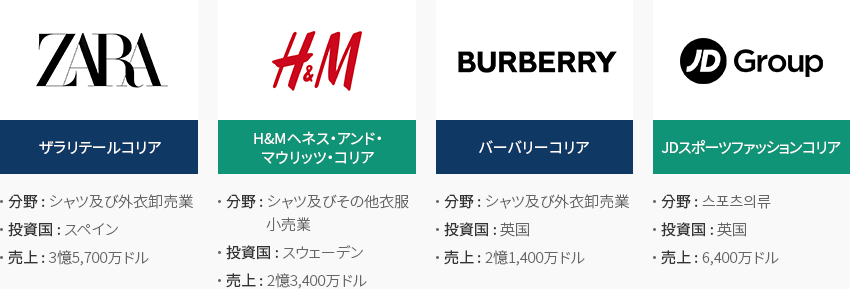 ZARA
ザラリテールコリア
・分野 : シャツ及び外衣卸売業
・投資国 : スペイン
・売上 : 3億5,700万ドル
H&M
H&Mヘネス・アンド・
マウリッツ・コリア
・分野 : シャツ及びその他衣服
小売業
・投資国 : スウェーデン
・売上 : 2億3,400万ドル
BURBERRY
バーバリーコリア
・分野 : シャツ及び外衣卸売業
・投資国 : 英国
・売上 : 2億1,400万ドル
JD Group
JDスポーツファッションコリア
・分野 : 스포츠의류
・投資国 : 英国
・売上 : 6,400万ドル